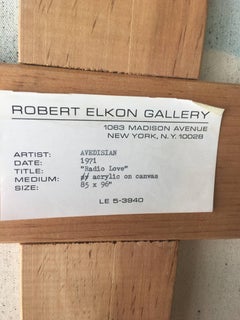 ROBERT ELKON GALLERY
1063 MADISON AVENUE
NEW YORK, N.Y. 10028
ARTIST: AVEDISIAN
DATE: 1971
TITLE: "Radio Love"
MEDIUM: acrylic on canvas
SIZE: 85 x 96"
LE 5-3940